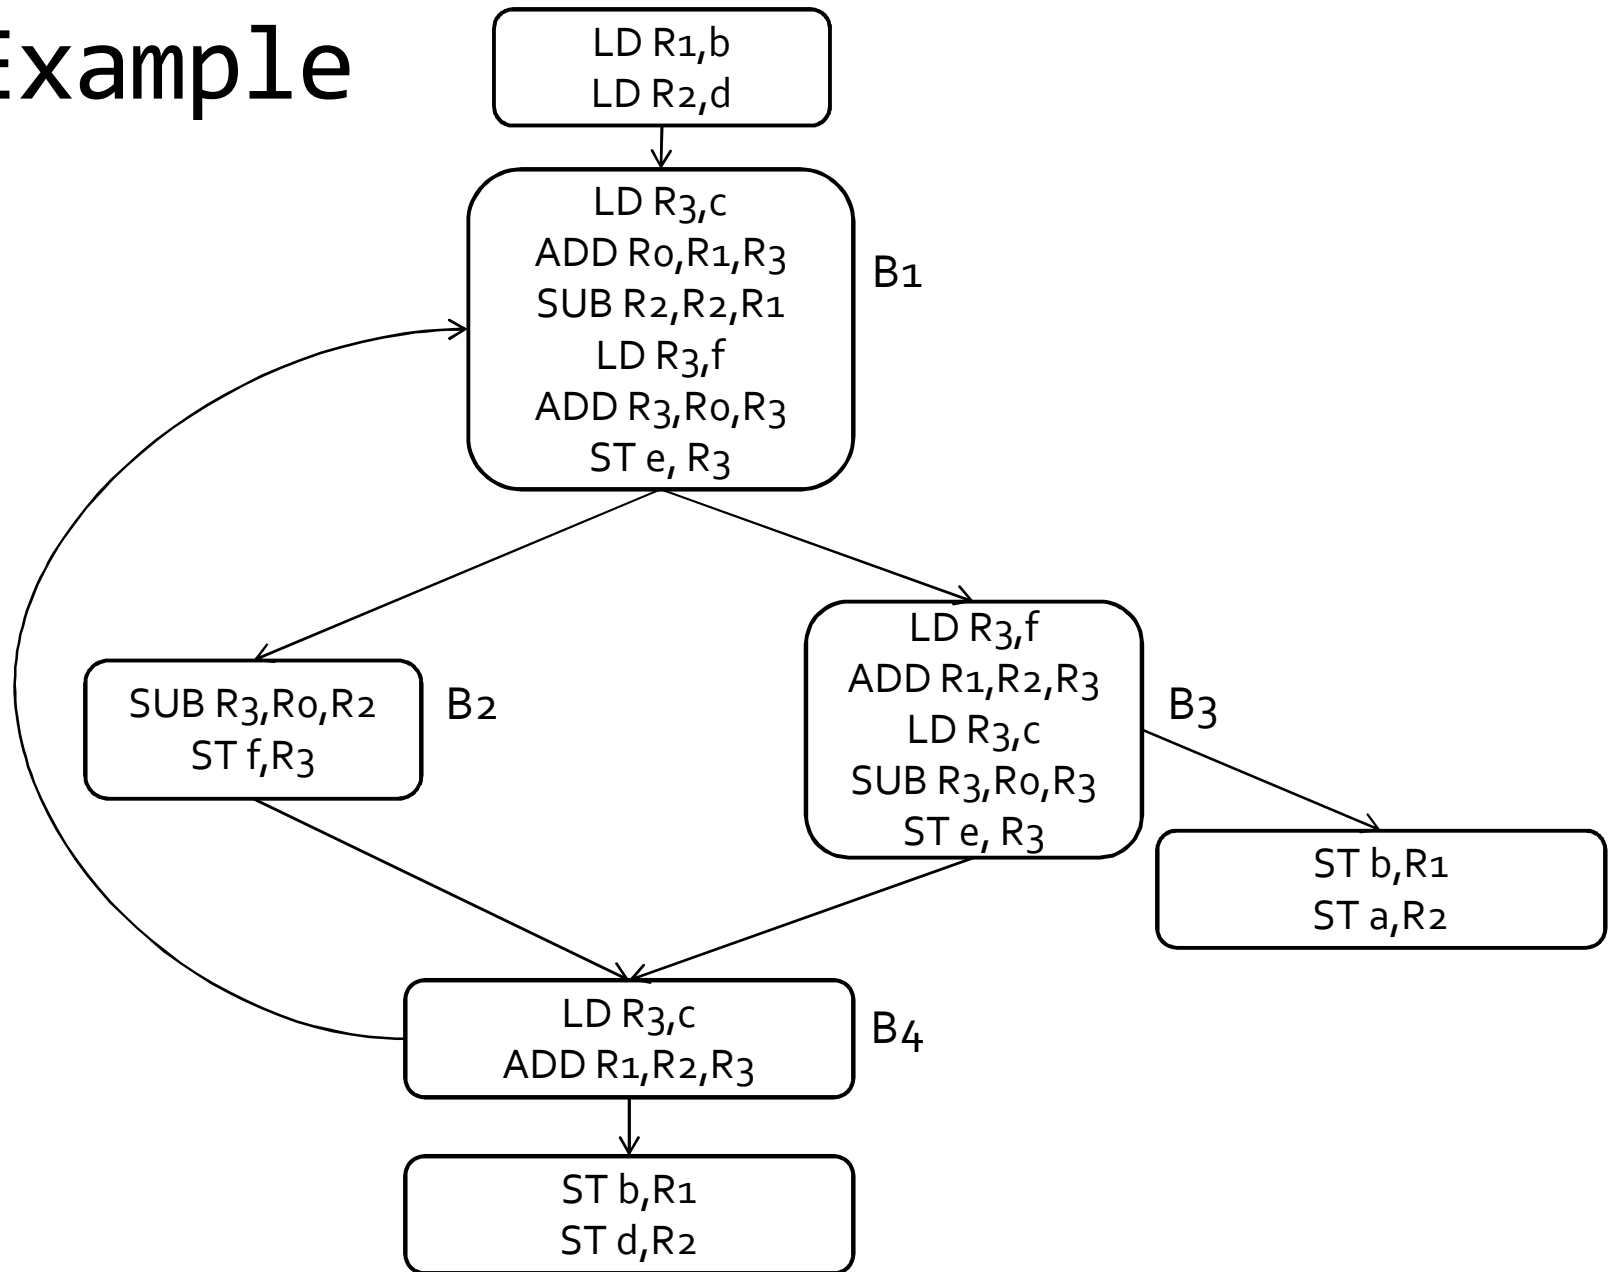 Example
LD R1,b
LD R2,d
LD R3,c
ADD R0,R1,R3
SUB R2,R2,R1
LD R3,f
ADD R3,R0,R3
ST e, R3
B1
SUB R3,R0,R2
ST f,R3
B2
LD R3,f
ADD R1,R2,R3
LD R3,c
SUB R3,R0,R3
ST e, R3
B3
ST b,R1
ST a,R2
LD R3,c
ADD R1,R2,R3
B4
ST b,R1
ST d,R2